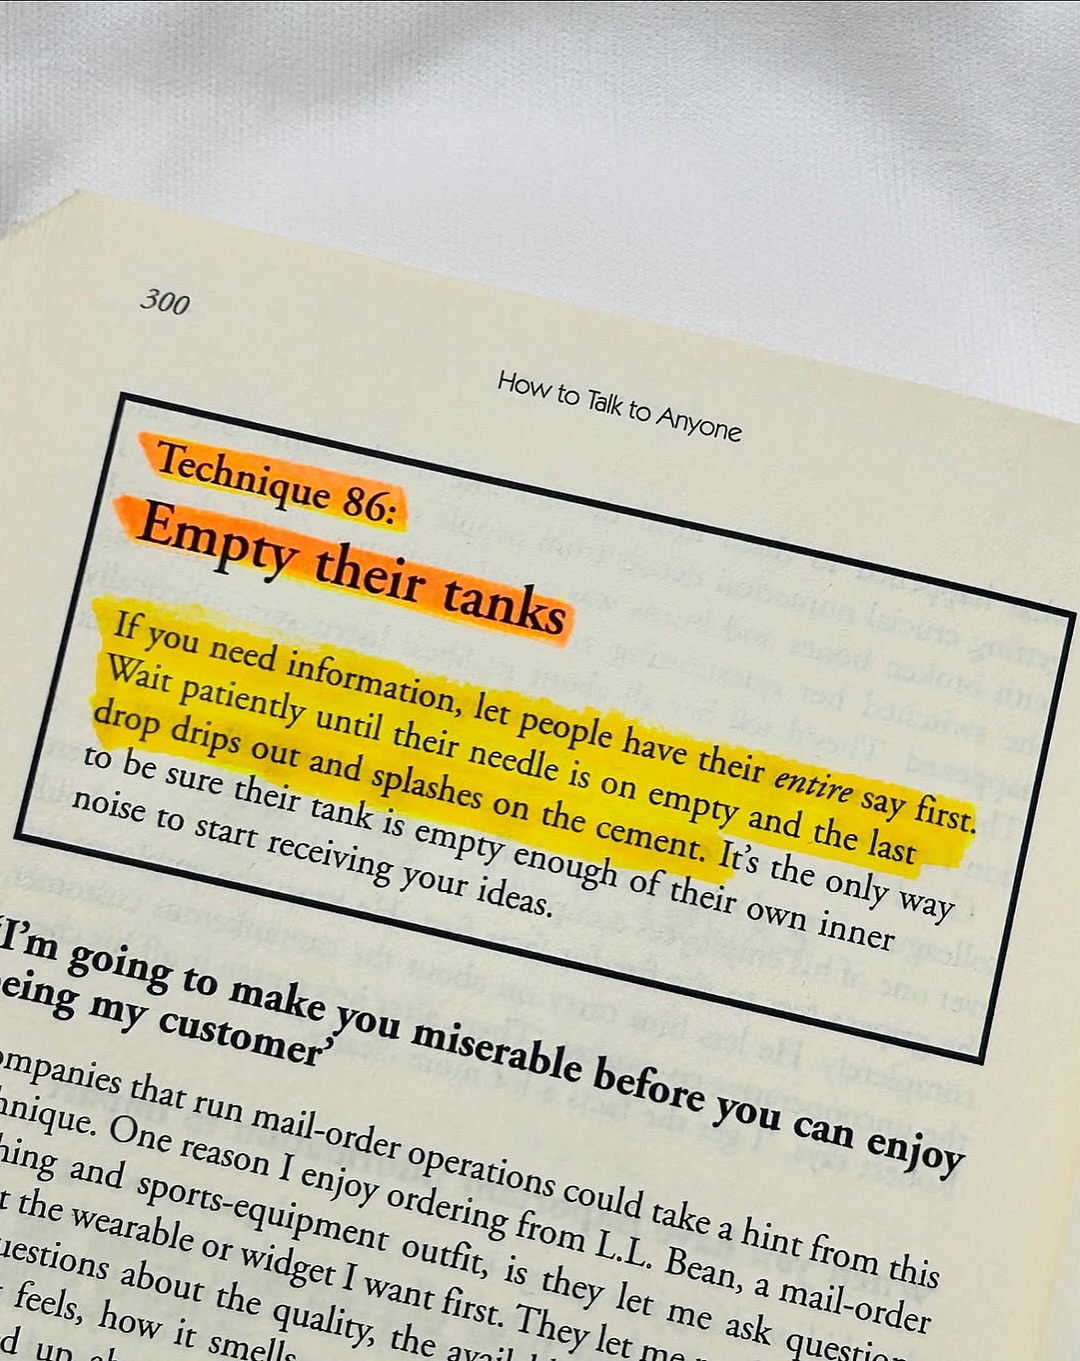 300
How to Talk to Anyone
Technique 86:
Empty their tanks
If you need information, let people have their entire say first.
Wait patiently until their needle is on empty and the last
drop drips out and splashes on the cement. It's the only way
to be sure their tank is empty enough of their own inner
noise to start receiving your ideas.
‘I'm going to make you miserable before you can enjoy
eing my customer’
ompanies that run mail-order operations could take a hint from this
hnique. One reason I enjoy ordering from L.L. Bean, a mail-order
hing and sports-equipment outfit, is they let me ask question
t the wearable or widget I want first. They let me
uestions about the quality, the
feels, how it smells
d up